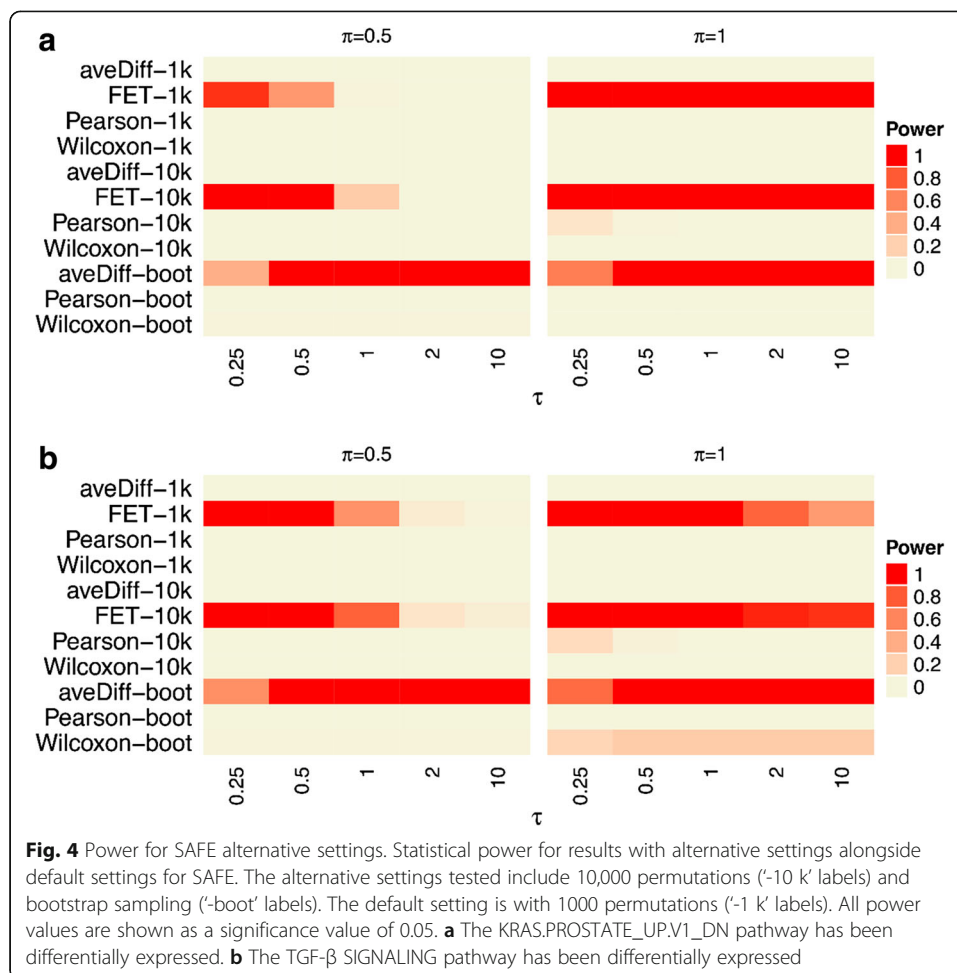 a
π=0.5
π=1
aveDiff−1k
FET−1k
Pearson−1k
Wilcoxon−1k
aveDiff−10k
FET−10k
Pearson−10k
Wilcoxon−10k
aveDiff−boot
Pearson−boot
Wilcoxon−boot
0.25
0.5
1
2
10
0.25
0.5
1
2
10
τ
Power
1
0.8
0.6
0.4
0.2
0
b
π=0.5
π=1
aveDiff−1k
FET−1k
Pearson−1k
Wilcoxon−1k
aveDiff−10k
FET−10k
Pearson−10k
Wilcoxon−10k
aveDiff−boot
Pearson−boot
Wilcoxon−boot
0.25
0.5
1
2
10
0.25
0.5
1
2
10
τ
Power
1
0.8
0.6
0.4
0.2
0
Fig. 4 Power for SAFE alternative settings. Statistical power for results with alternative settings alongside
default settings for SAFE. The alternative settings tested include 10,000 permutations (‘-10 k’ labels) and
bootstrap sampling (‘-boot’ labels). The default setting is with 1000 permutations (‘-1 k’ labels). All power
values are shown as a significance value of 0.05. a The KRAS.PROSTATE_UP.V1_DN pathway has been
differentially expressed. b The TGF-β SIGNALING pathway has been differentially expressed